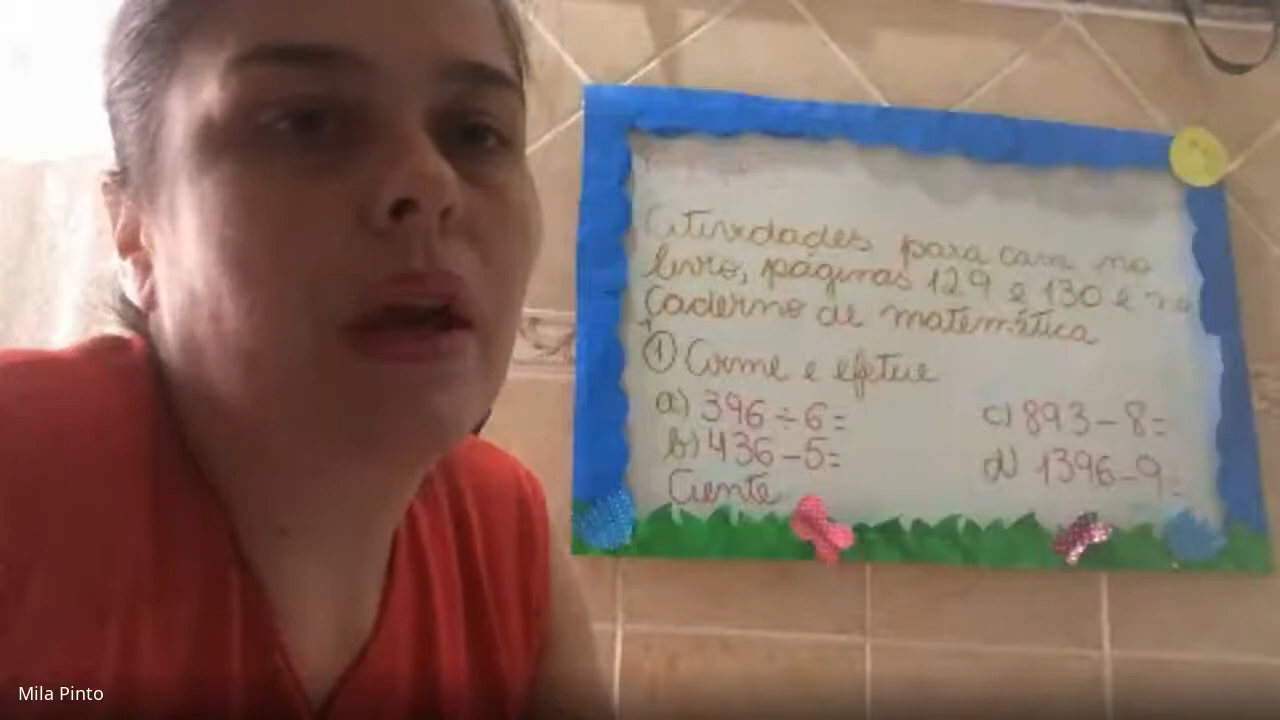 Atividades para casa no
livro, páginas 129 e 130 e no
Caderno de matemática
① Arme e efetue
a) 396 ÷ 6 =
c) 893 – 8 =
b) 436 – 5 =
d) 1396 – 9 =
Ciente
Mila Pinto